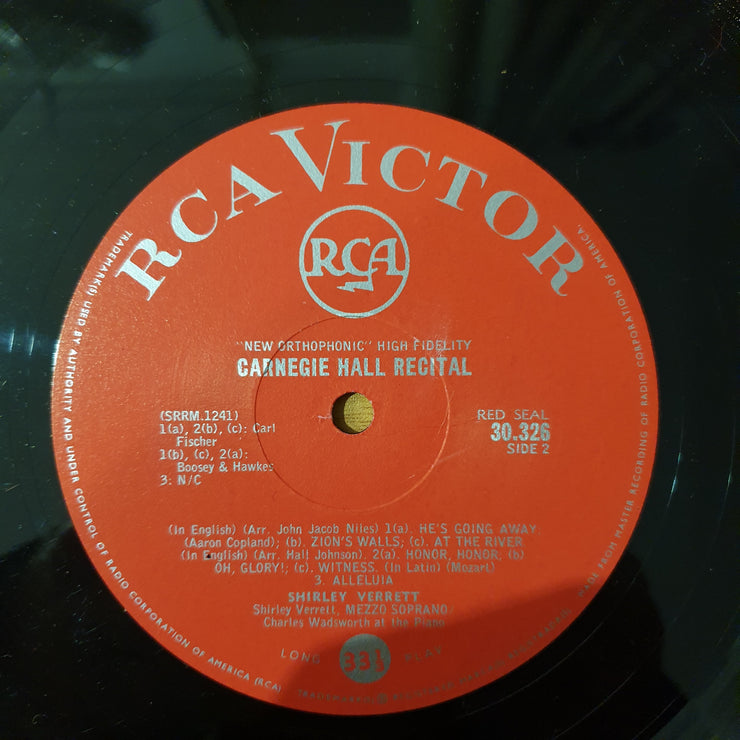 RCA VICTOR
RCA
"NEW ORTHOPHONIC" HIGH FIDELITY
CARNEGIE HALL RECITAL
(SRRM.1241)
1(a), 2(b), (c): Carl
Fischer
1(b), (c), 2(a):
Boosey & Hawkes
3: N/C
RED SEAL
30.326
SIDE 2
(In English) (Arr. John Jacob Niles) 1(a). HE'S GOING AWAY;
(Aaron Copland); (b). ZION'S WALLS; (c). AT THE RIVER
(In English) (Arr. Hall Johnson). 2(a). HONOR, HONOR; (b)
OH, GLORY!; (c). WITNESS. (In Latin) (Mozart)
3. ALLELUIA
SHIRLEY VERRETT
Shirley Verrett, MEZZO SOPRANO
Charles Wadsworth at the Piano
LONG 33⅓ PLAY
TRADEMARK(S) USED BY AUTHORITY AND UNDER CONTROL OF RADIO CORPORATION OF AMERICA (RCA)
MADE FROM MASTER RECORDING OF RADIO CORPORATION OF AMERICA.